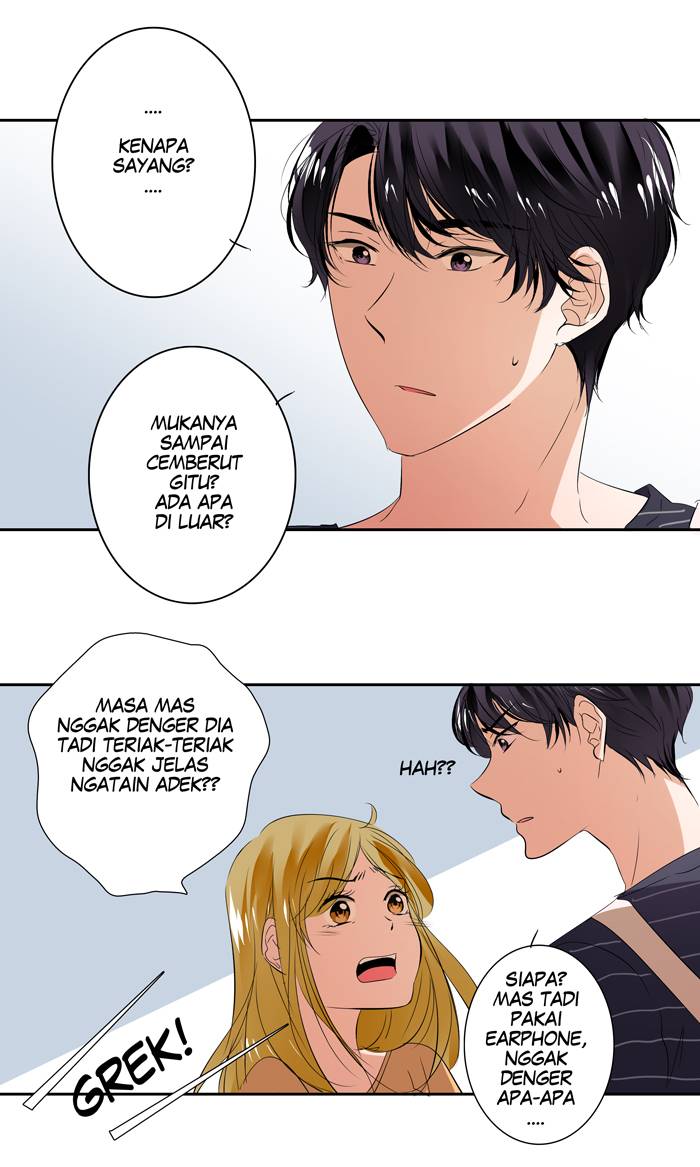 ....
KENAPA
SAYANG?
....
MUKANYA
SAMPAI
CEMBERUT
GITU?
ADA APA
DI LUAR?
MASA MAS
NGGAK DENGER DIA
TADI TERIAK-TERIAK
NGGAK JELAS
NGATAIN ADEK??
HAH??
GREK!
SIAPA?
MAS TADI
PAKAI
EARPHONE,
NGGAK
DENGER
APA-APA
....